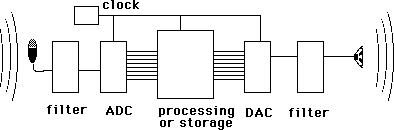 clock
filter
ADC
processing
or storage
DAC
filter